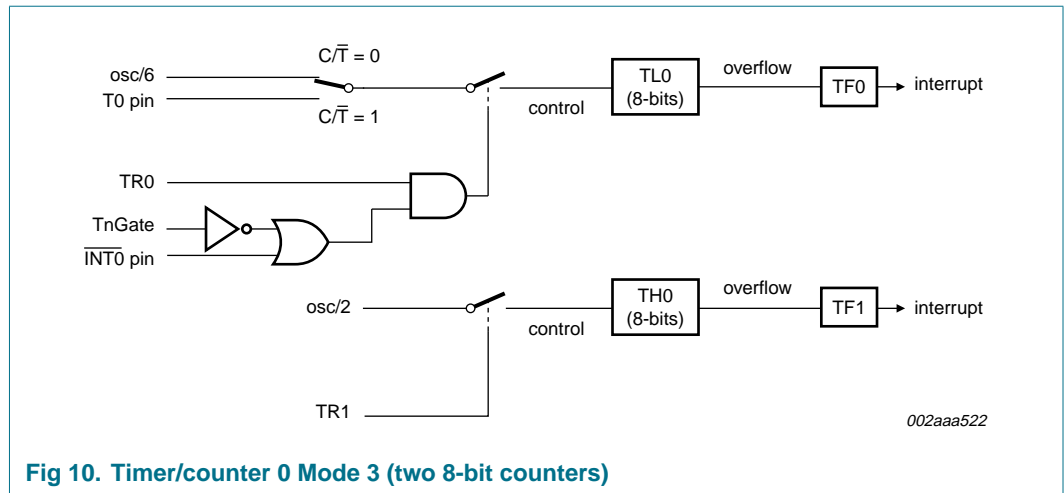 C/T̅ = 0
osc/6
T0 pin
C/T̅ = 1
control
TL0
(8-bits)
overflow
TF0
interrupt
TR0
TnGate
I̅N̅T̅0̅ pin
osc/2
control
TH0
(8-bits)
overflow
TF1
interrupt
TR1
002aaa522
Fig 10. Timer/counter 0 Mode 3 (two 8-bit counters)